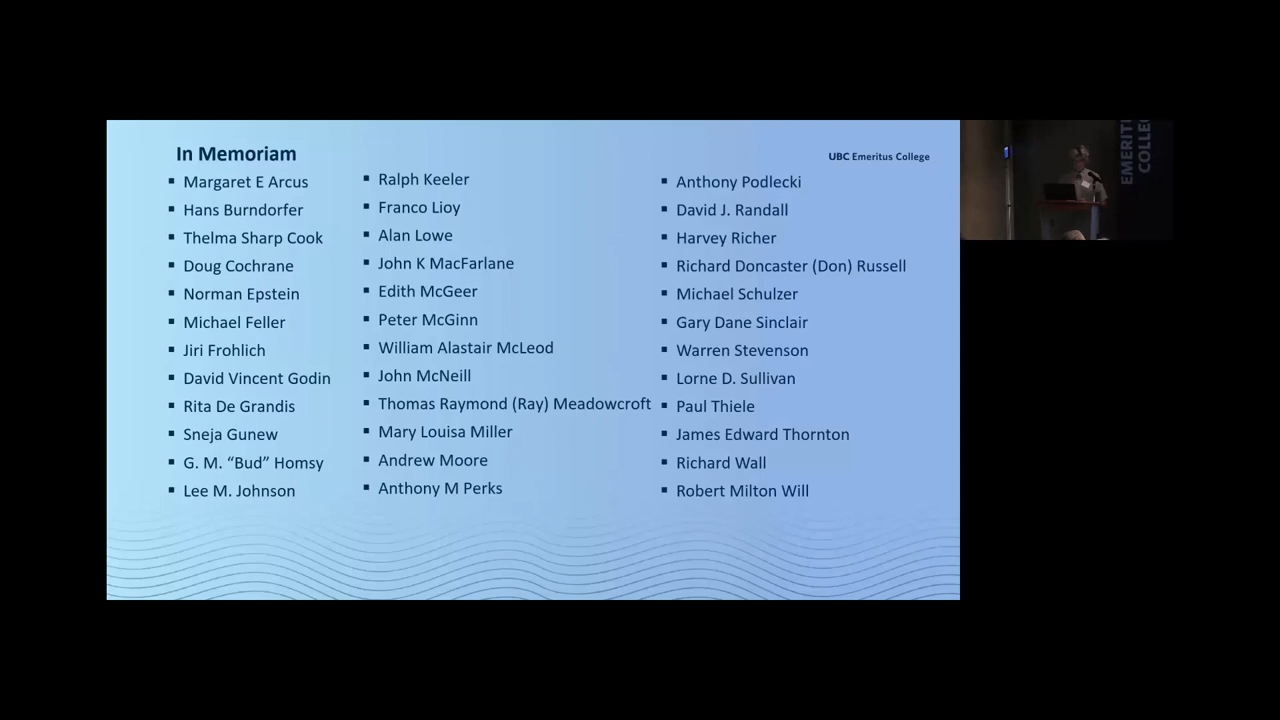 In Memoriam
UBC Emeritus College
▪ Margaret E Arcus
▪ Hans Burndorfer
▪ Thelma Sharp Cook
▪ Doug Cochrane
▪ Norman Epstein
▪ Michael Feller
▪ Jiri Frohlich
▪ David Vincent Godin
▪ Rita De Grandis
▪ Sneja Gunew
▪ G. M. “Bud” Homsy
▪ Lee M. Johnson
▪ Ralph Keeler
▪ Franco Lioy
▪ Alan Lowe
▪ John K MacFarlane
▪ Edith McGeer
▪ Peter McGinn
▪ William Alastair McLeod
▪ John McNeill
▪ Thomas Raymond (Ray) Meadowcroft
▪ Mary Louisa Miller
▪ Andrew Moore
▪ Anthony M Perks
▪ Anthony Podlecki
▪ David J. Randall
▪ Harvey Richer
▪ Richard Doncaster (Don) Russell
▪ Michael Schulzer
▪ Gary Dane Sinclair
▪ Warren Stevenson
▪ Lorne D. Sullivan
▪ Paul Thiele
▪ James Edward Thornton
▪ Richard Wall
▪ Robert Milton Will
EMERIT
COLLEG